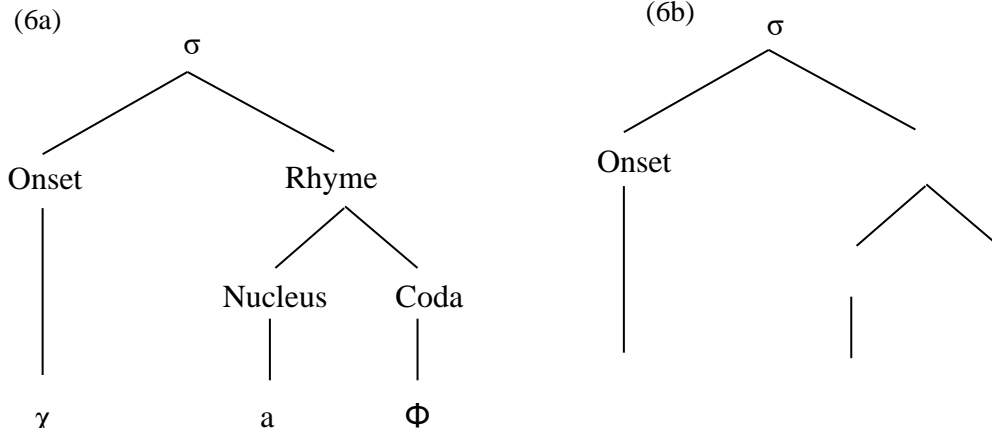 (6a) (6b)
σ σ
Onset Rhyme Onset
Nucleus Coda
χ a Φ